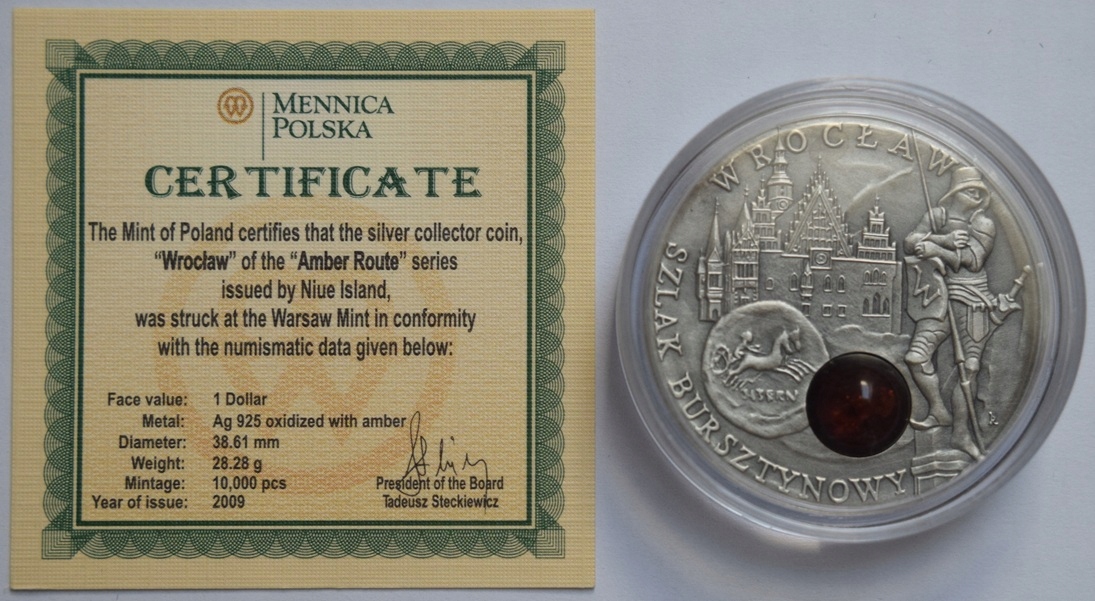 MENNICA
POLSKA
CERTIFICATE
The Mint of Poland certifies that the silver collector coin,
“Wrocław” of the “Amber Route” series
issued by Niue Island,
was struck at the Warsaw Mint in conformity
with the numismatic data given below:
Face value: 1 Dollar
Metal: Ag 925 oxidized with amber
Diameter: 38.61 mm
Weight: 28.28 g
Mintage: 10,000 pcs
Year of issue: 2009
President of the Board
Tadeusz Steckiewicz
WROCŁAW
SZLAK BURSZTYNOWY
W